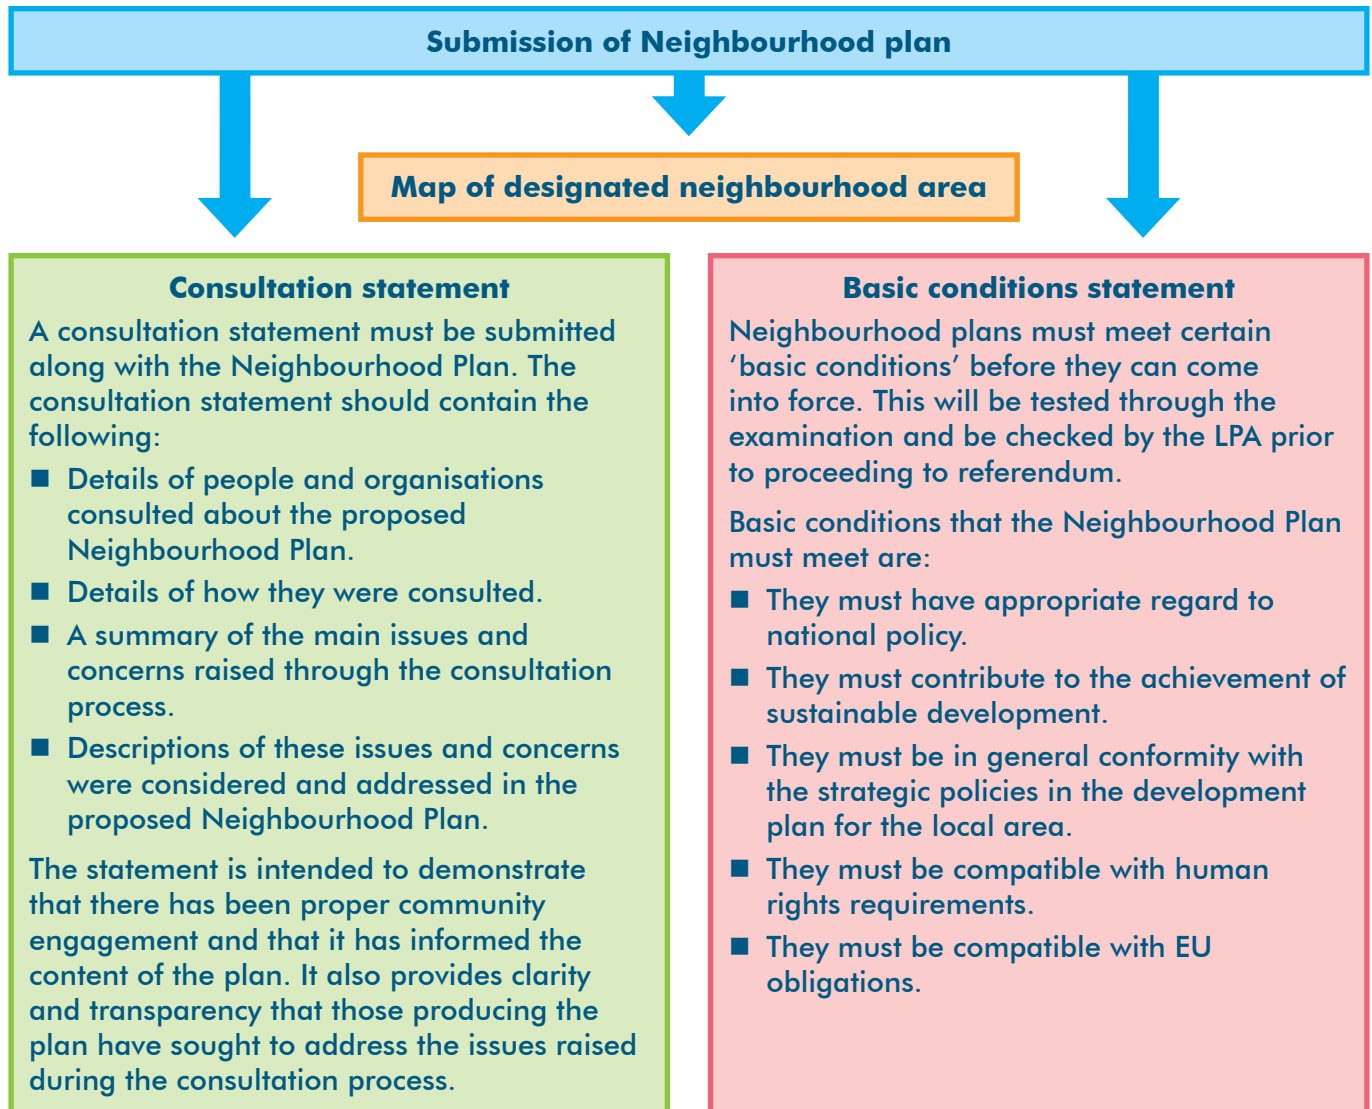 Submission of Neighbourhood plan
Map of designated neighbourhood area
Consultation statement
A consultation statement must be submitted
along with the Neighbourhood Plan. The
consultation statement should contain the
following:
■ Details of people and organisations
consulted about the proposed
Neighbourhood Plan.
■ Details of how they were consulted.
■ A summary of the main issues and
concerns raised through the consultation
process.
■ Descriptions of these issues and concerns
were considered and addressed in the
proposed Neighbourhood Plan.
The statement is intended to demonstrate
that there has been proper community
engagement and that it has informed the
content of the plan. It also provides clarity
and transparency that those producing the
plan have sought to address the issues raised
during the consultation process.
Basic conditions statement
Neighbourhood plans must meet certain
‘basic conditions’ before they can come
into force. This will be tested through the
examination and be checked by the LPA prior
to proceeding to referendum.
Basic conditions that the Neighbourhood Plan
must meet are:
■ They must have appropriate regard to
national policy.
■ They must contribute to the achievement of
sustainable development.
■ They must be in general conformity with
the strategic policies in the development
plan for the local area.
■ They must be compatible with human
rights requirements.
■ They must be compatible with EU
obligations.